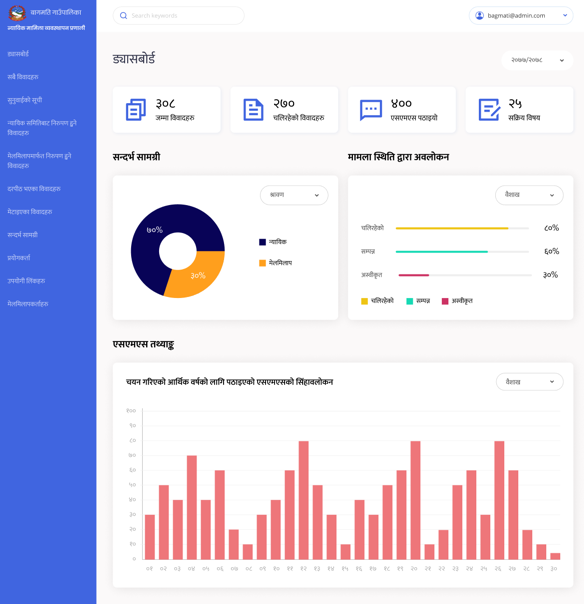 बागमति गाउँपालिका
न्यायिक मामिला व्यवस्थापन प्रणाली
Search keywords
bagmati@admin.com
ड्यासबोर्ड
सबै विवादहरु
सुनुवाईको सूची
न्यायिक समितिबाट निरुपण हुने
विवादहरु
मेलमिलापमार्फत निरुपण हुने
विवादहरु
दरपीठ भएका विवादहरु
मेटाइएका विवादहरु
सन्दर्भ सामग्री
प्रयोगकर्ता
उपयोगी लिंकहरु
मेलमिलापकर्ताहरु
ड्यासबोर्ड
२०७७/२०७८
३०८
जम्मा विवादहरु
२७०
चलिरहेको विवादहरु
४००
एसएमएस पठाइयो
२५
सक्रिय विषय
सन्दर्भ सामग्री
श्रावण
७०%
३०%
न्यायिक
मेलमिलाप
मामला स्थिति द्वारा अवलोकन
वैशाख
चलिरहेको ८०%
सम्पन्न ६०%
अस्वीकृत ३०%
चलिरहेको सम्पन्न अस्वीकृत
एसएमएस तथ्याङ्क
चयन गरिएको आर्थिक वर्षको लागि पठाइएको एसएमएसको सिंहावलोकन
वैशाख
१००
९०
८०
७०
६०
५०
४०
३०
२०
१०
०
०१ ०२ ०३ ०४ ०५ ०६ ०७ ०८ ०९ १० ११ १२ १३ १४ १५ १६ १७ १८ १९ २० २१ २२ २३ २४ २५ २६ २७ २८ २९ ३०